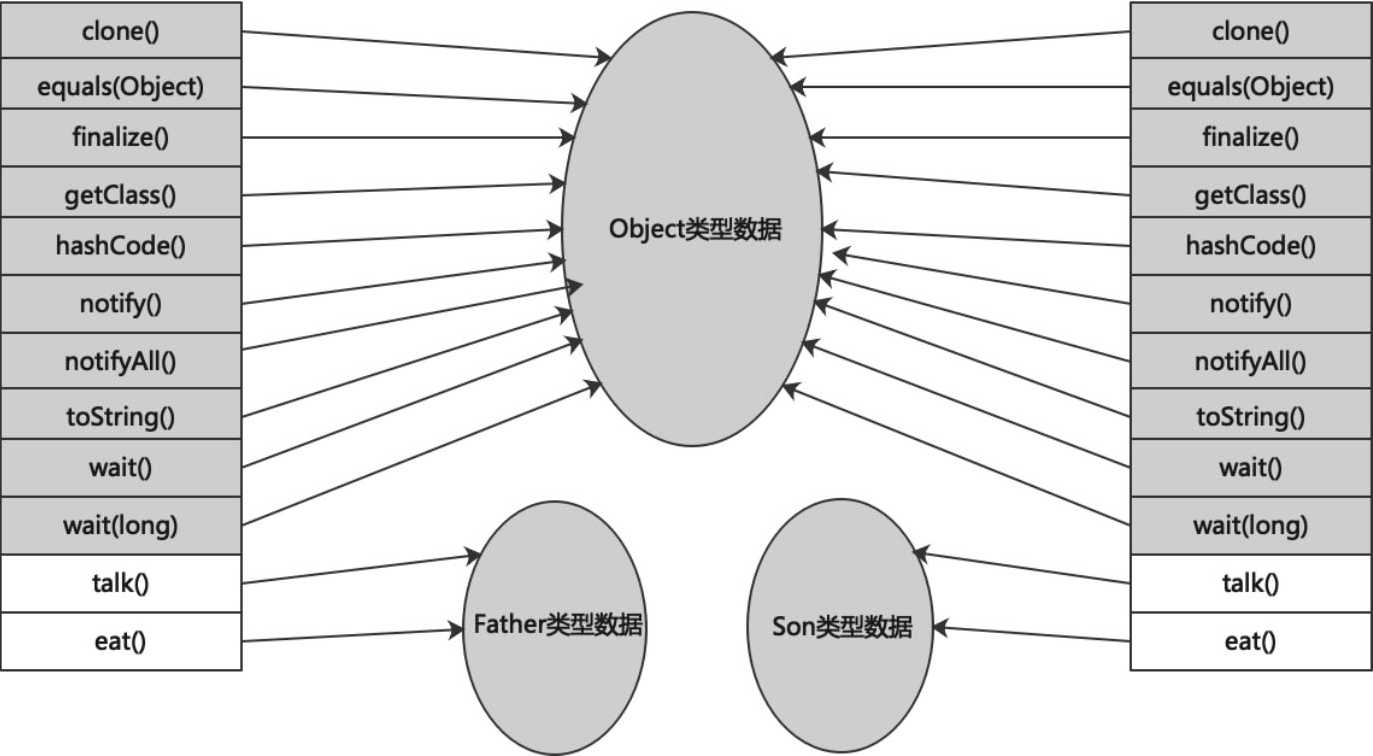 clone()
equals(Object)
finalize()
getClass()
hashCode()
notify()
notifyAll()
toString()
wait()
wait(long)
talk()
eat()
Object类型数据
Father类型数据
Son类型数据
clone()
equals(Object)
finalize()
getClass()
hashCode()
notify()
notifyAll()
toString()
wait()
wait(long)
talk()
eat()